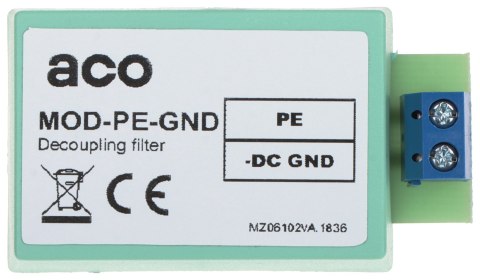 aco
MOD-PE-GND
Decoupling filter
PE
-DC GND
CE
MZ06102VA.1836